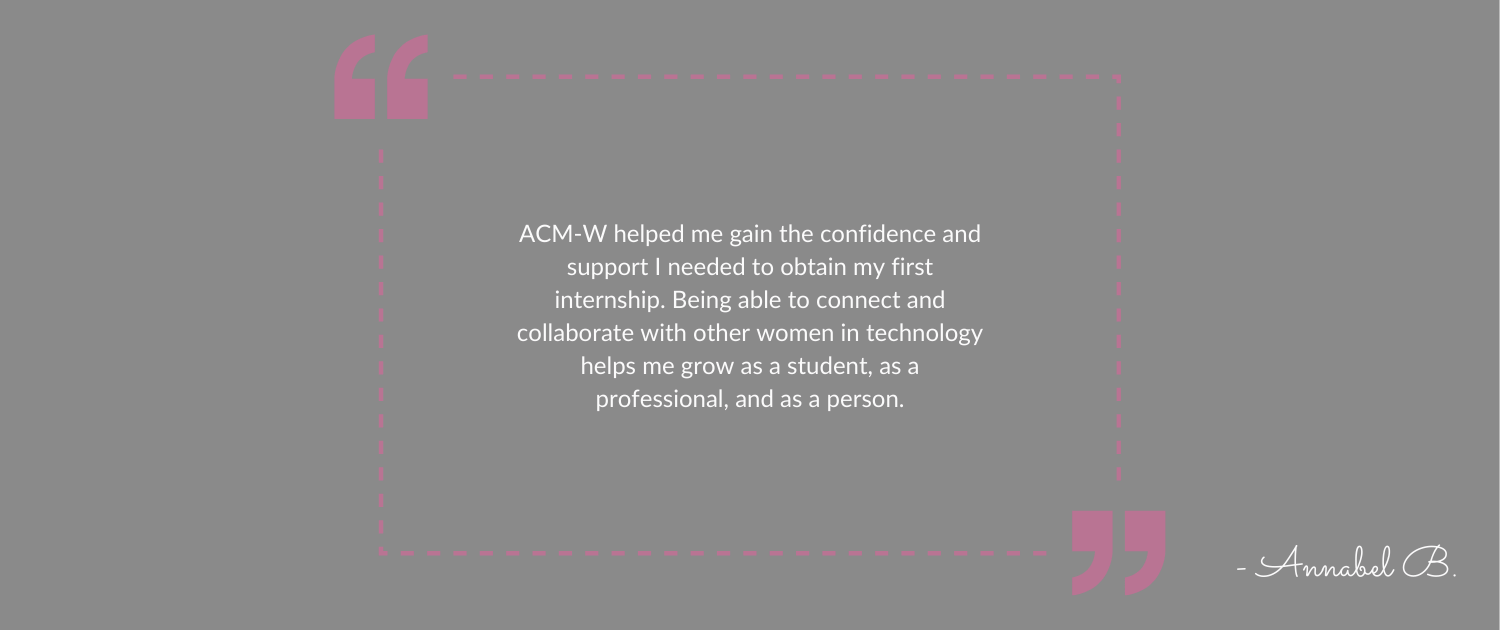 ACM-W helped me gain the confidence and
support I needed to obtain my first
internship. Being able to connect and
collaborate with other women in technology
helps me grow as a student, as a
professional, and as a person.
- Annabel B.